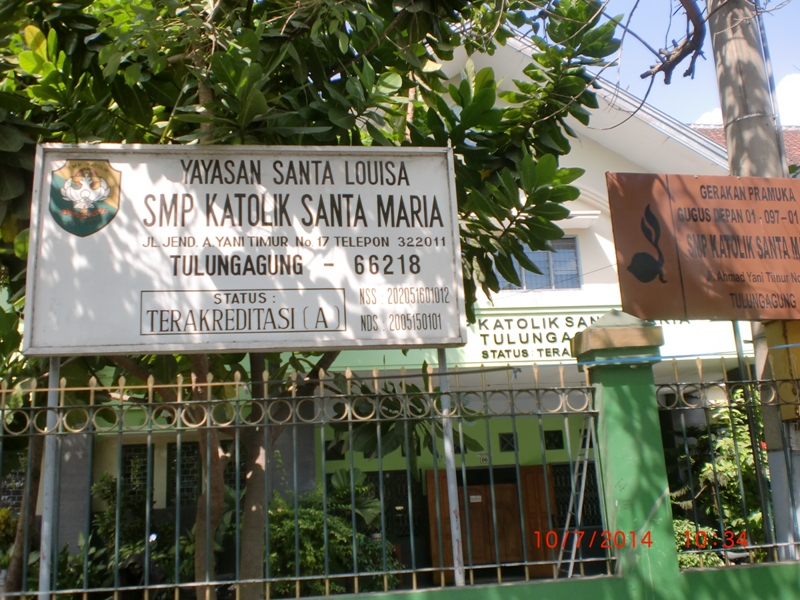 YAYASAN SANTA LOUISA
SMP KATOLIK SANTA MARIA
JL. JEND. A. YANI TIMUR No 17 TELEPON 322011
TULUNGAGUNG - 66218
STATUS :
TERAKREDITASI ( A )
NSS : 202051601012
NDS : 2005150101
GERAKAN PRAMUKA
GUGUS DEPAN 01 - 097 - 01
SMP KATOLIK SANTA MA
Jl. Ahmad Yani Timur No
TULUNGAGUNG
KATOLIK SAN RIA
TULUNGA
STATUS TERA
10/7/2014 10:34